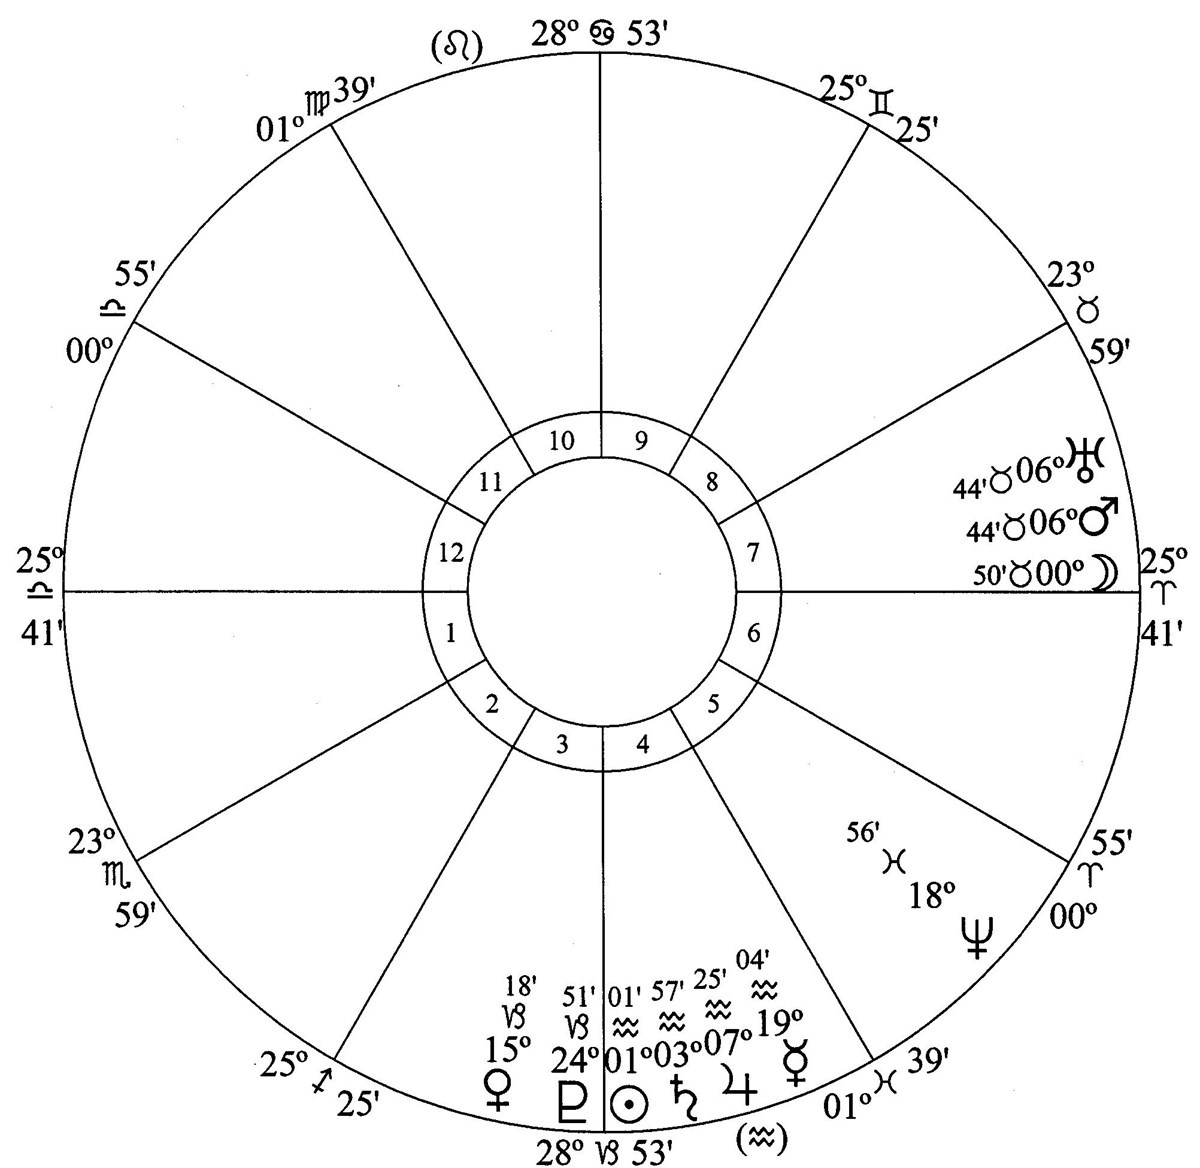 (♌) 28° ♋ 53'
01° ♍ 39'
25° ♊ 25'
55' ♎ 00°
23° ♉ 59'
10 9
11 8
12 7
1 6
2 5
3 4
44' ♉ 06° ♅
44' ♉ 06° ♂
50' ♉ 00° ☽
25° ♎ 41'
25° ♈ 41'
23° ♏ 59'
56' ♓ 18° ♆
55' ♈ 00°
18' ♑ 15° ♀
51' ♑ 24° ♇
01' ♒ 01° ☉
57' ♒ 03° ♄
25' ♒ 07° ♃
04' ♒ 19° ☿
25° ♐ 25'
01° ♓ 39'
28° ♑ 53' (♒)